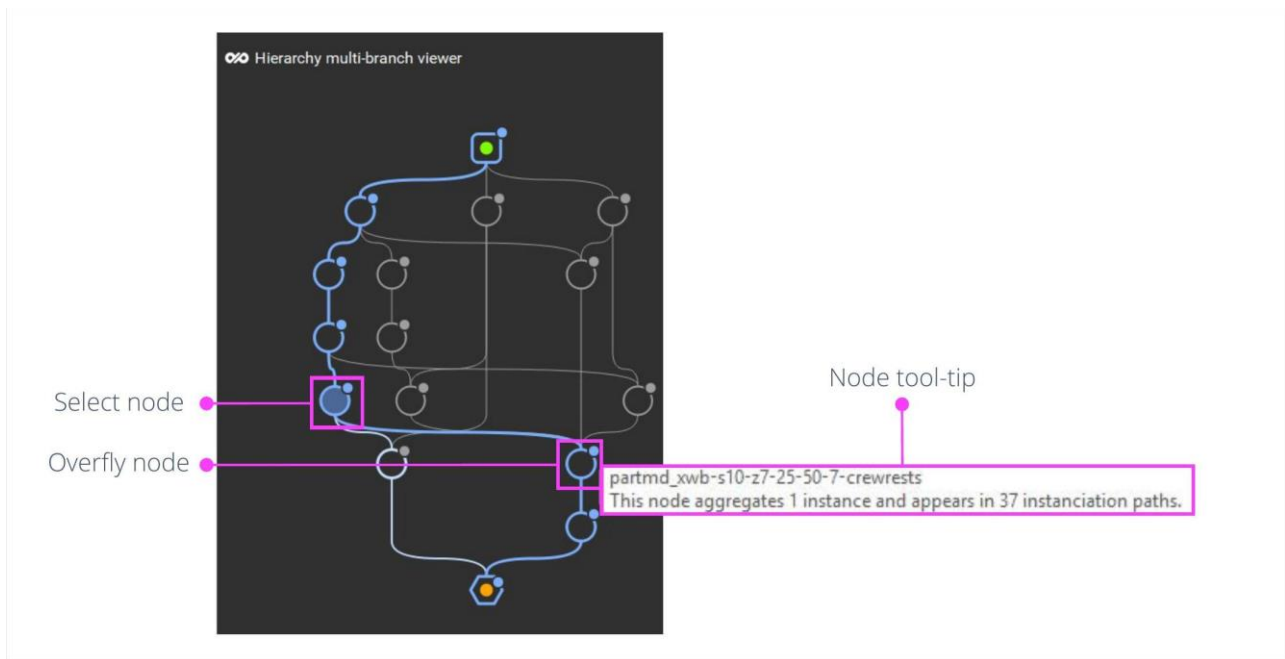 Hierarchy multi-branch viewer
Node tool-tip
Select node
Overfly node
partmd_xwb-s10-z7-25-50-7-crewrests
This node aggregates 1 instance and appears in 37 instanciation paths.